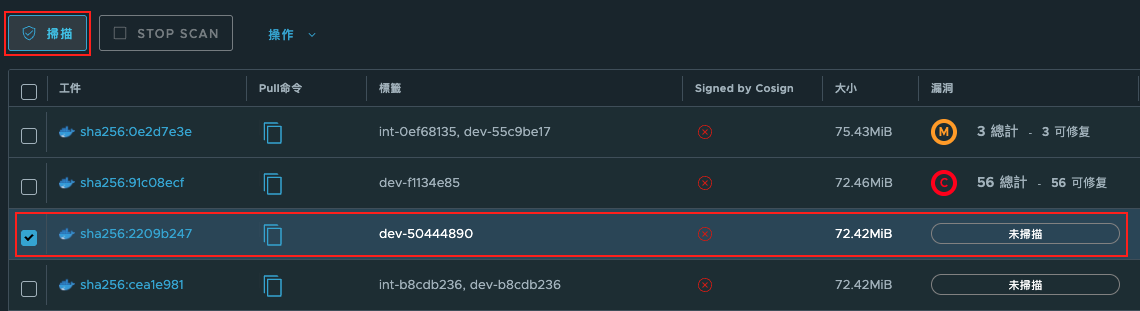 掃描 STOP SCAN 操作
工件 Pull命令 標籤 Signed by Cosign 大小 漏洞
sha256:0e2d7e3e int-0ef68135, dev-55c9be17 75.43MiB M 3 總計 - 3 可修复
sha256:91c08ecf dev-f1134e85 72.46MiB C 56 總計 - 56 可修复
sha256:2209b247 dev-50444890 72.42MiB 未掃描
sha256:cea1e981 int-b8cdb236, dev-b8cdb236 72.42MiB 未掃描